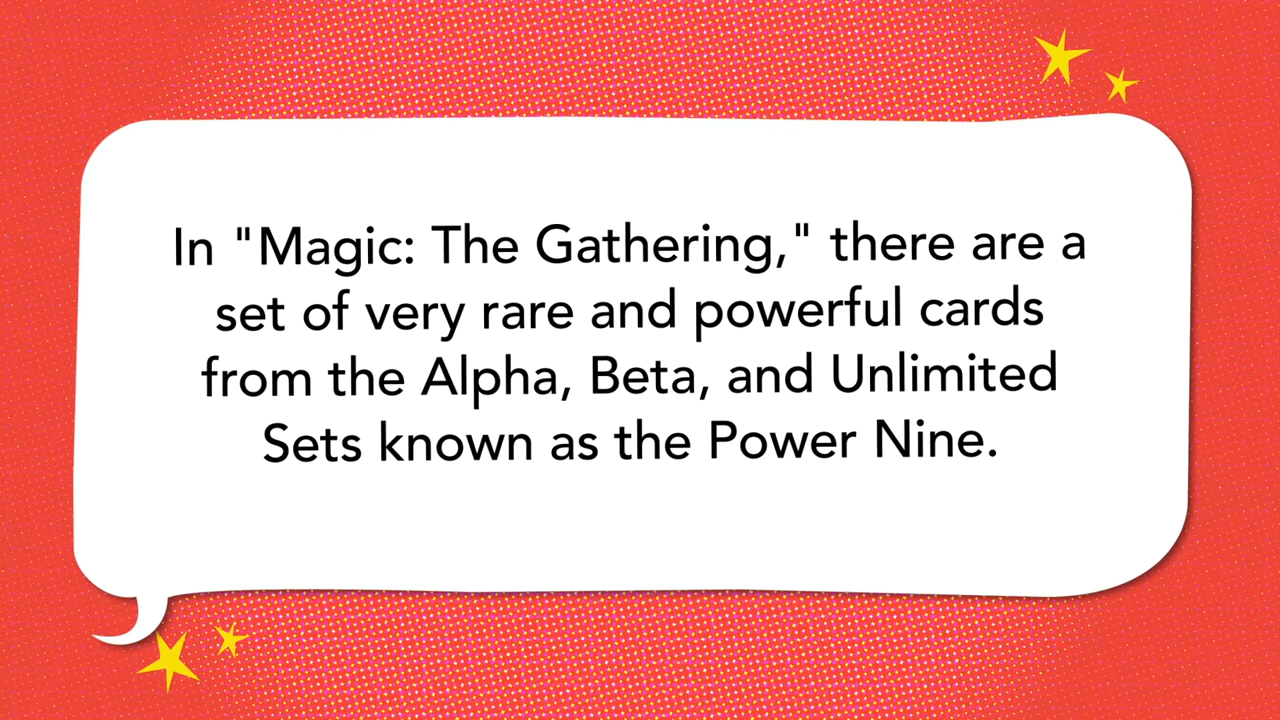 In "Magic: The Gathering," there are a
set of very rare and powerful cards
from the Alpha, Beta, and Unlimited
Sets known as the Power Nine.